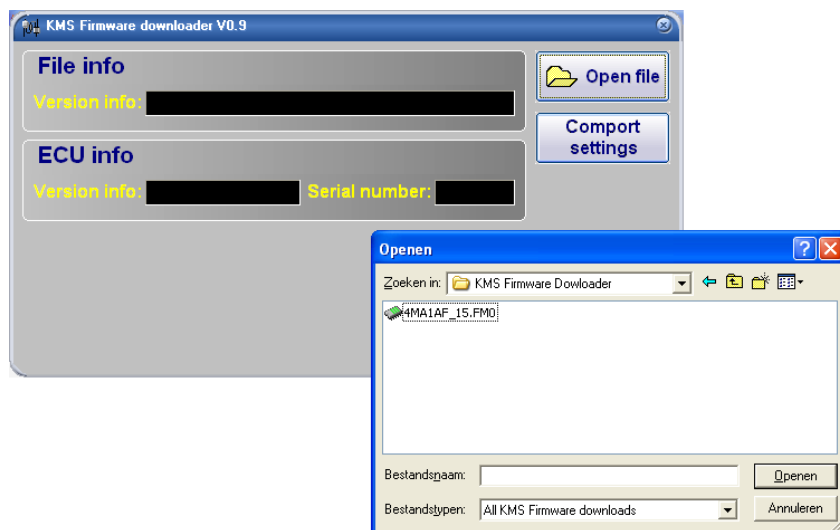 KMS Firmware downloader V0.9
File info
Version info:
Open file
Comport
settings
ECU info
Version info: Serial number:
Openen
Zoeken in: KMS Firmware Dowloader
4MA1AF_15.FM0
Bestandsnaam: Openen
Bestandstypen: All KMS Firmware downloads Annuleren